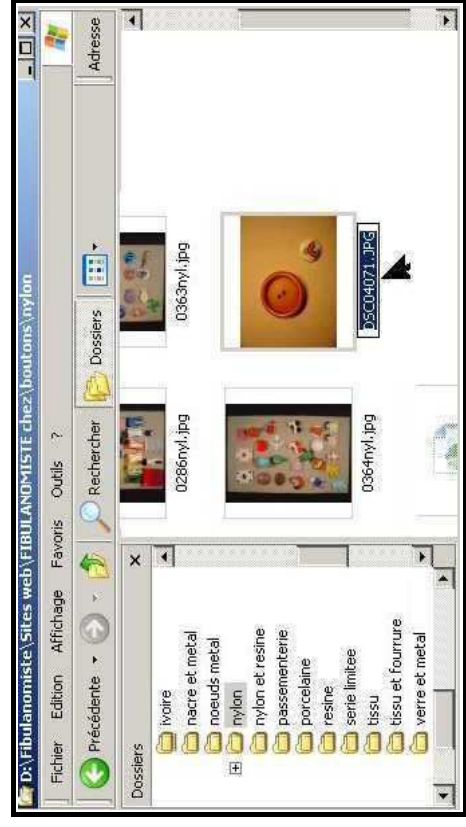 D:\Fibulanomiste\Sites web\FIBULANOMISTE chez\boutons\nylon
Fichier Edition Affichage Favoris Outils ?
Précédente Rechercher Dossiers
Adresse
Dossiers
ivoire
nacre et metal
noeuds metal
nylon
nylon et resine
passementerie
porcelaine
resine
serie limitee
tissu
tissu et fourrure
verre et metal
0286nyl.jpg 0363nyl.jpg
0364nyl.jpg DSC04071.JPG